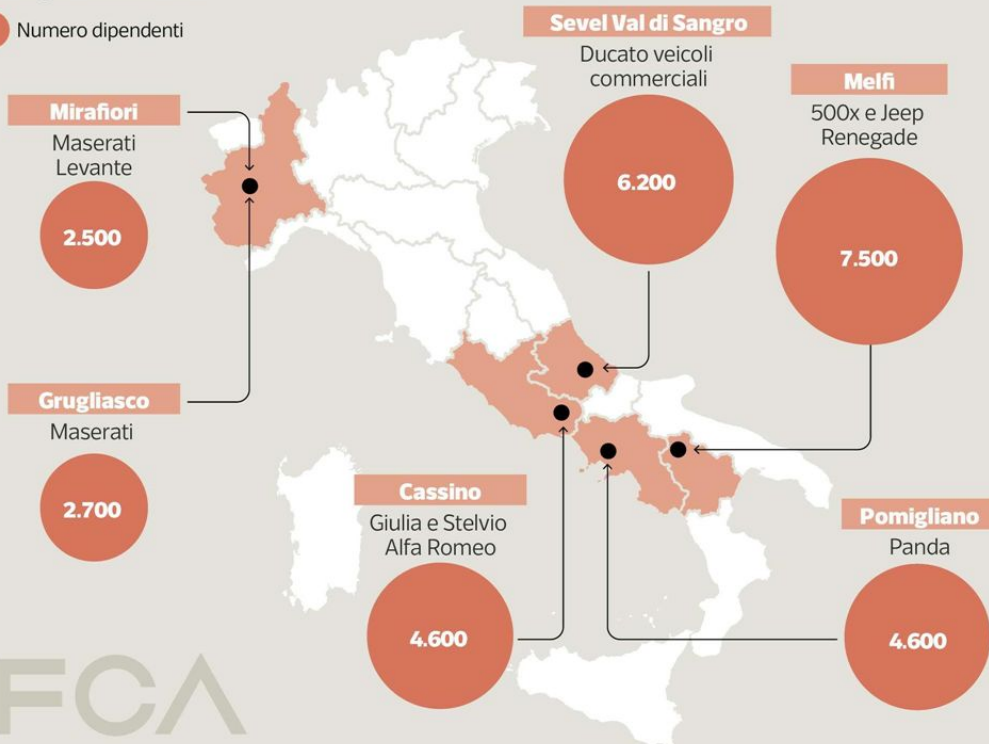 Numero dipendenti
Sevel Val di Sangro
Ducato veicoli
commerciali
6.200
Melfi
500x e Jeep
Renegade
7.500
Mirafiori
Maserati
Levante
2.500
Grugliasco
Maserati
2.700
Cassino
Giulia e Stelvio
Alfa Romeo
4.600
Pomigliano
Panda
4.600
FCA